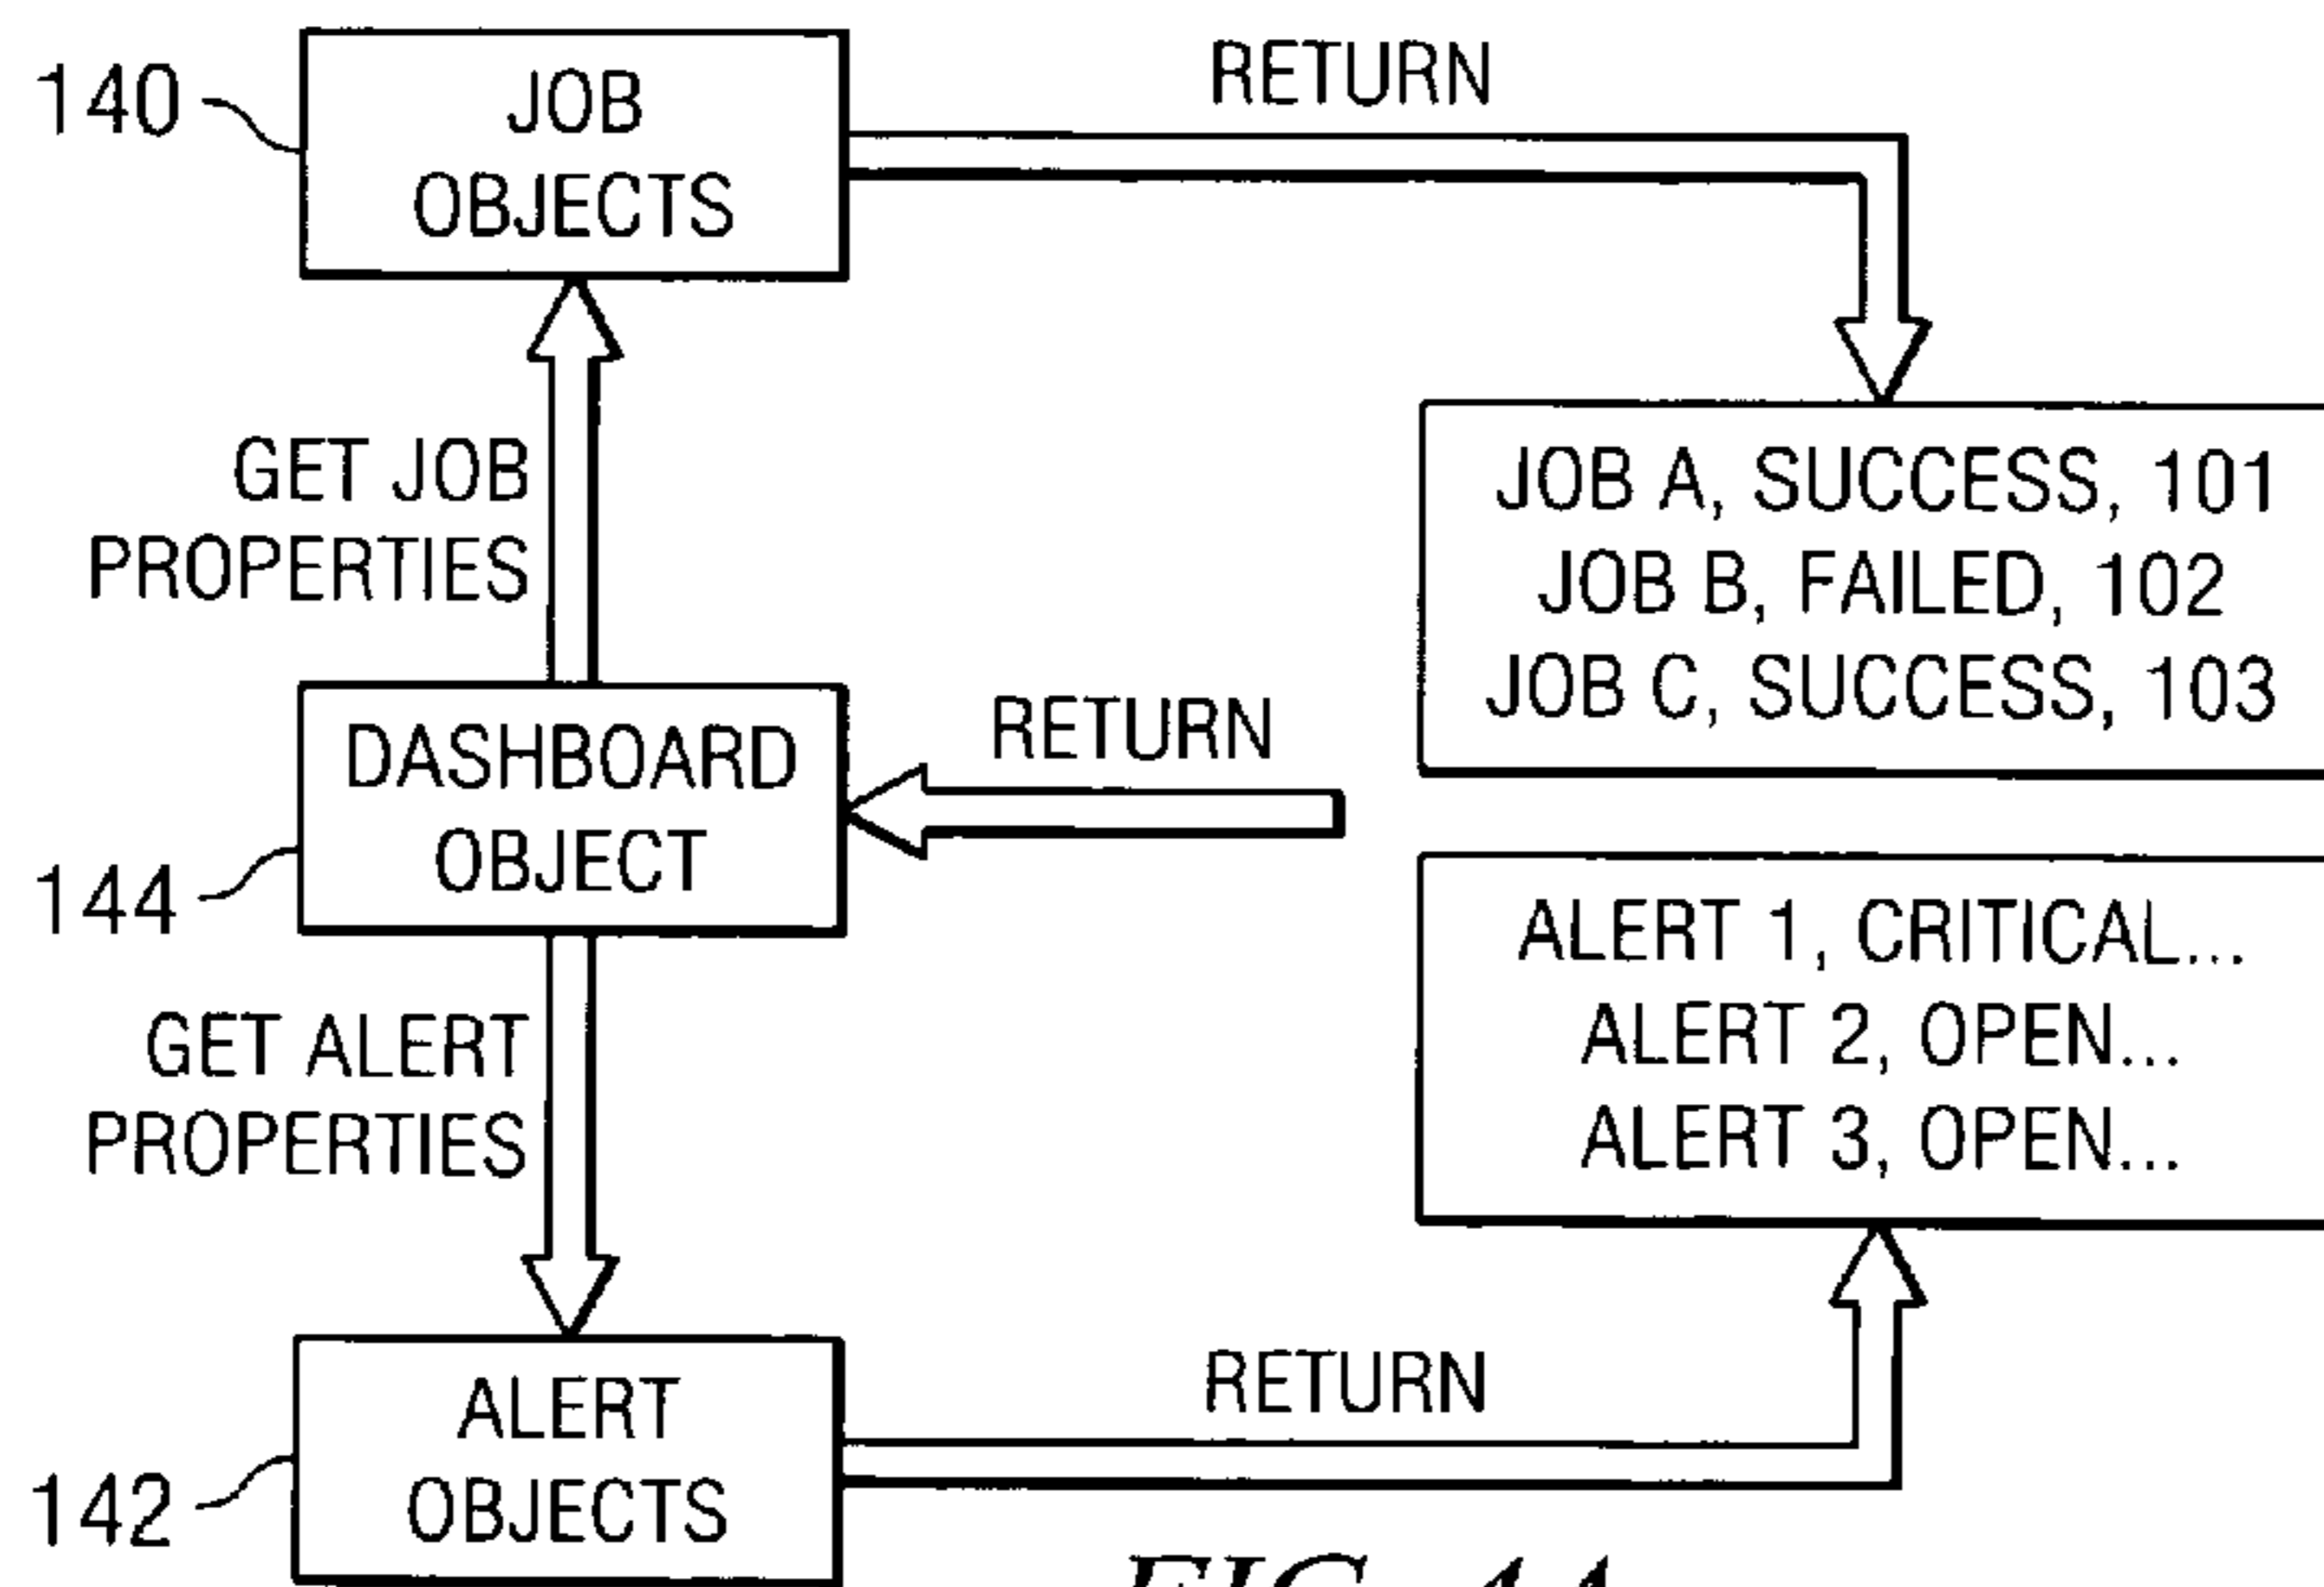 140
JOB
OBJECTS
RETURN
GET JOB
PROPERTIES
JOB A, SUCCESS, 101
JOB B, FAILED, 102
JOB C, SUCCESS, 103
144
DASHBOARD
OBJECT
RETURN
ALERT 1, CRITICAL...
ALERT 2, OPEN...
ALERT 3, OPEN...
GET ALERT
PROPERTIES
142
ALERT
OBJECTS
RETURN